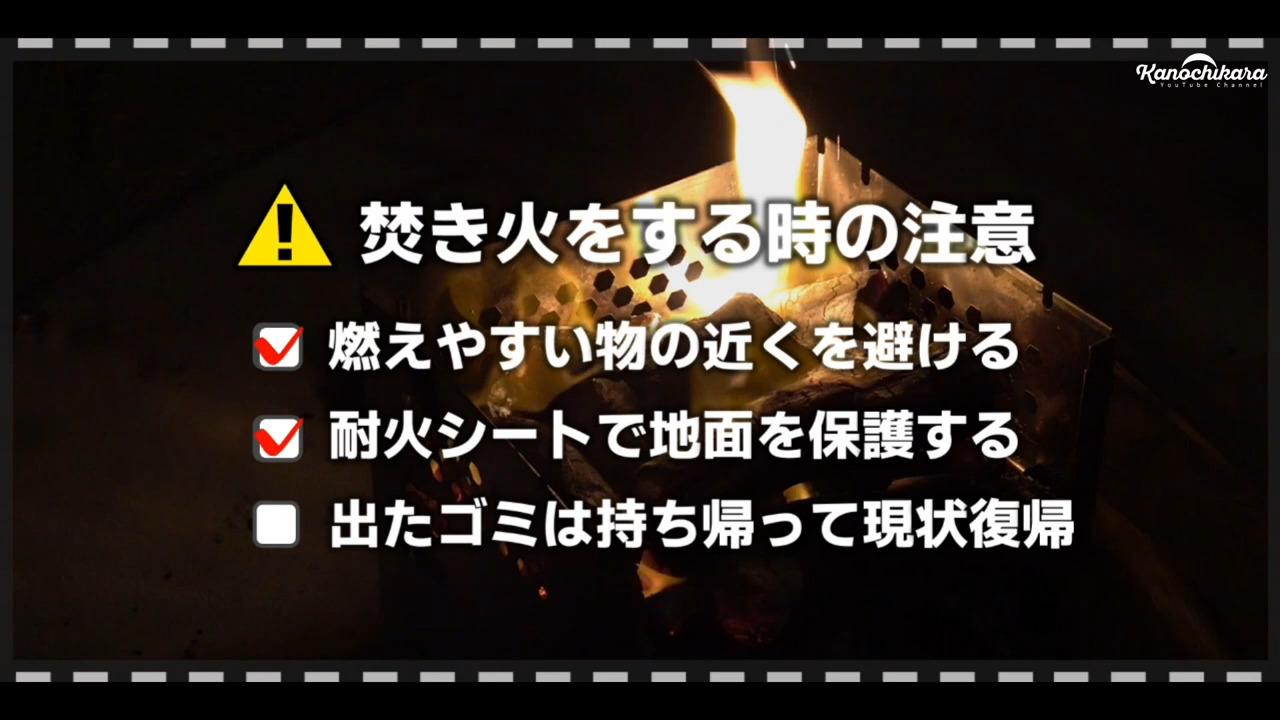 Kanochikara
YouTube Channel
焚き火をする時の注意
燃えやすい物の近くを避ける
耐火シートで地面を保護する
出たゴミは持ち帰って現状復帰